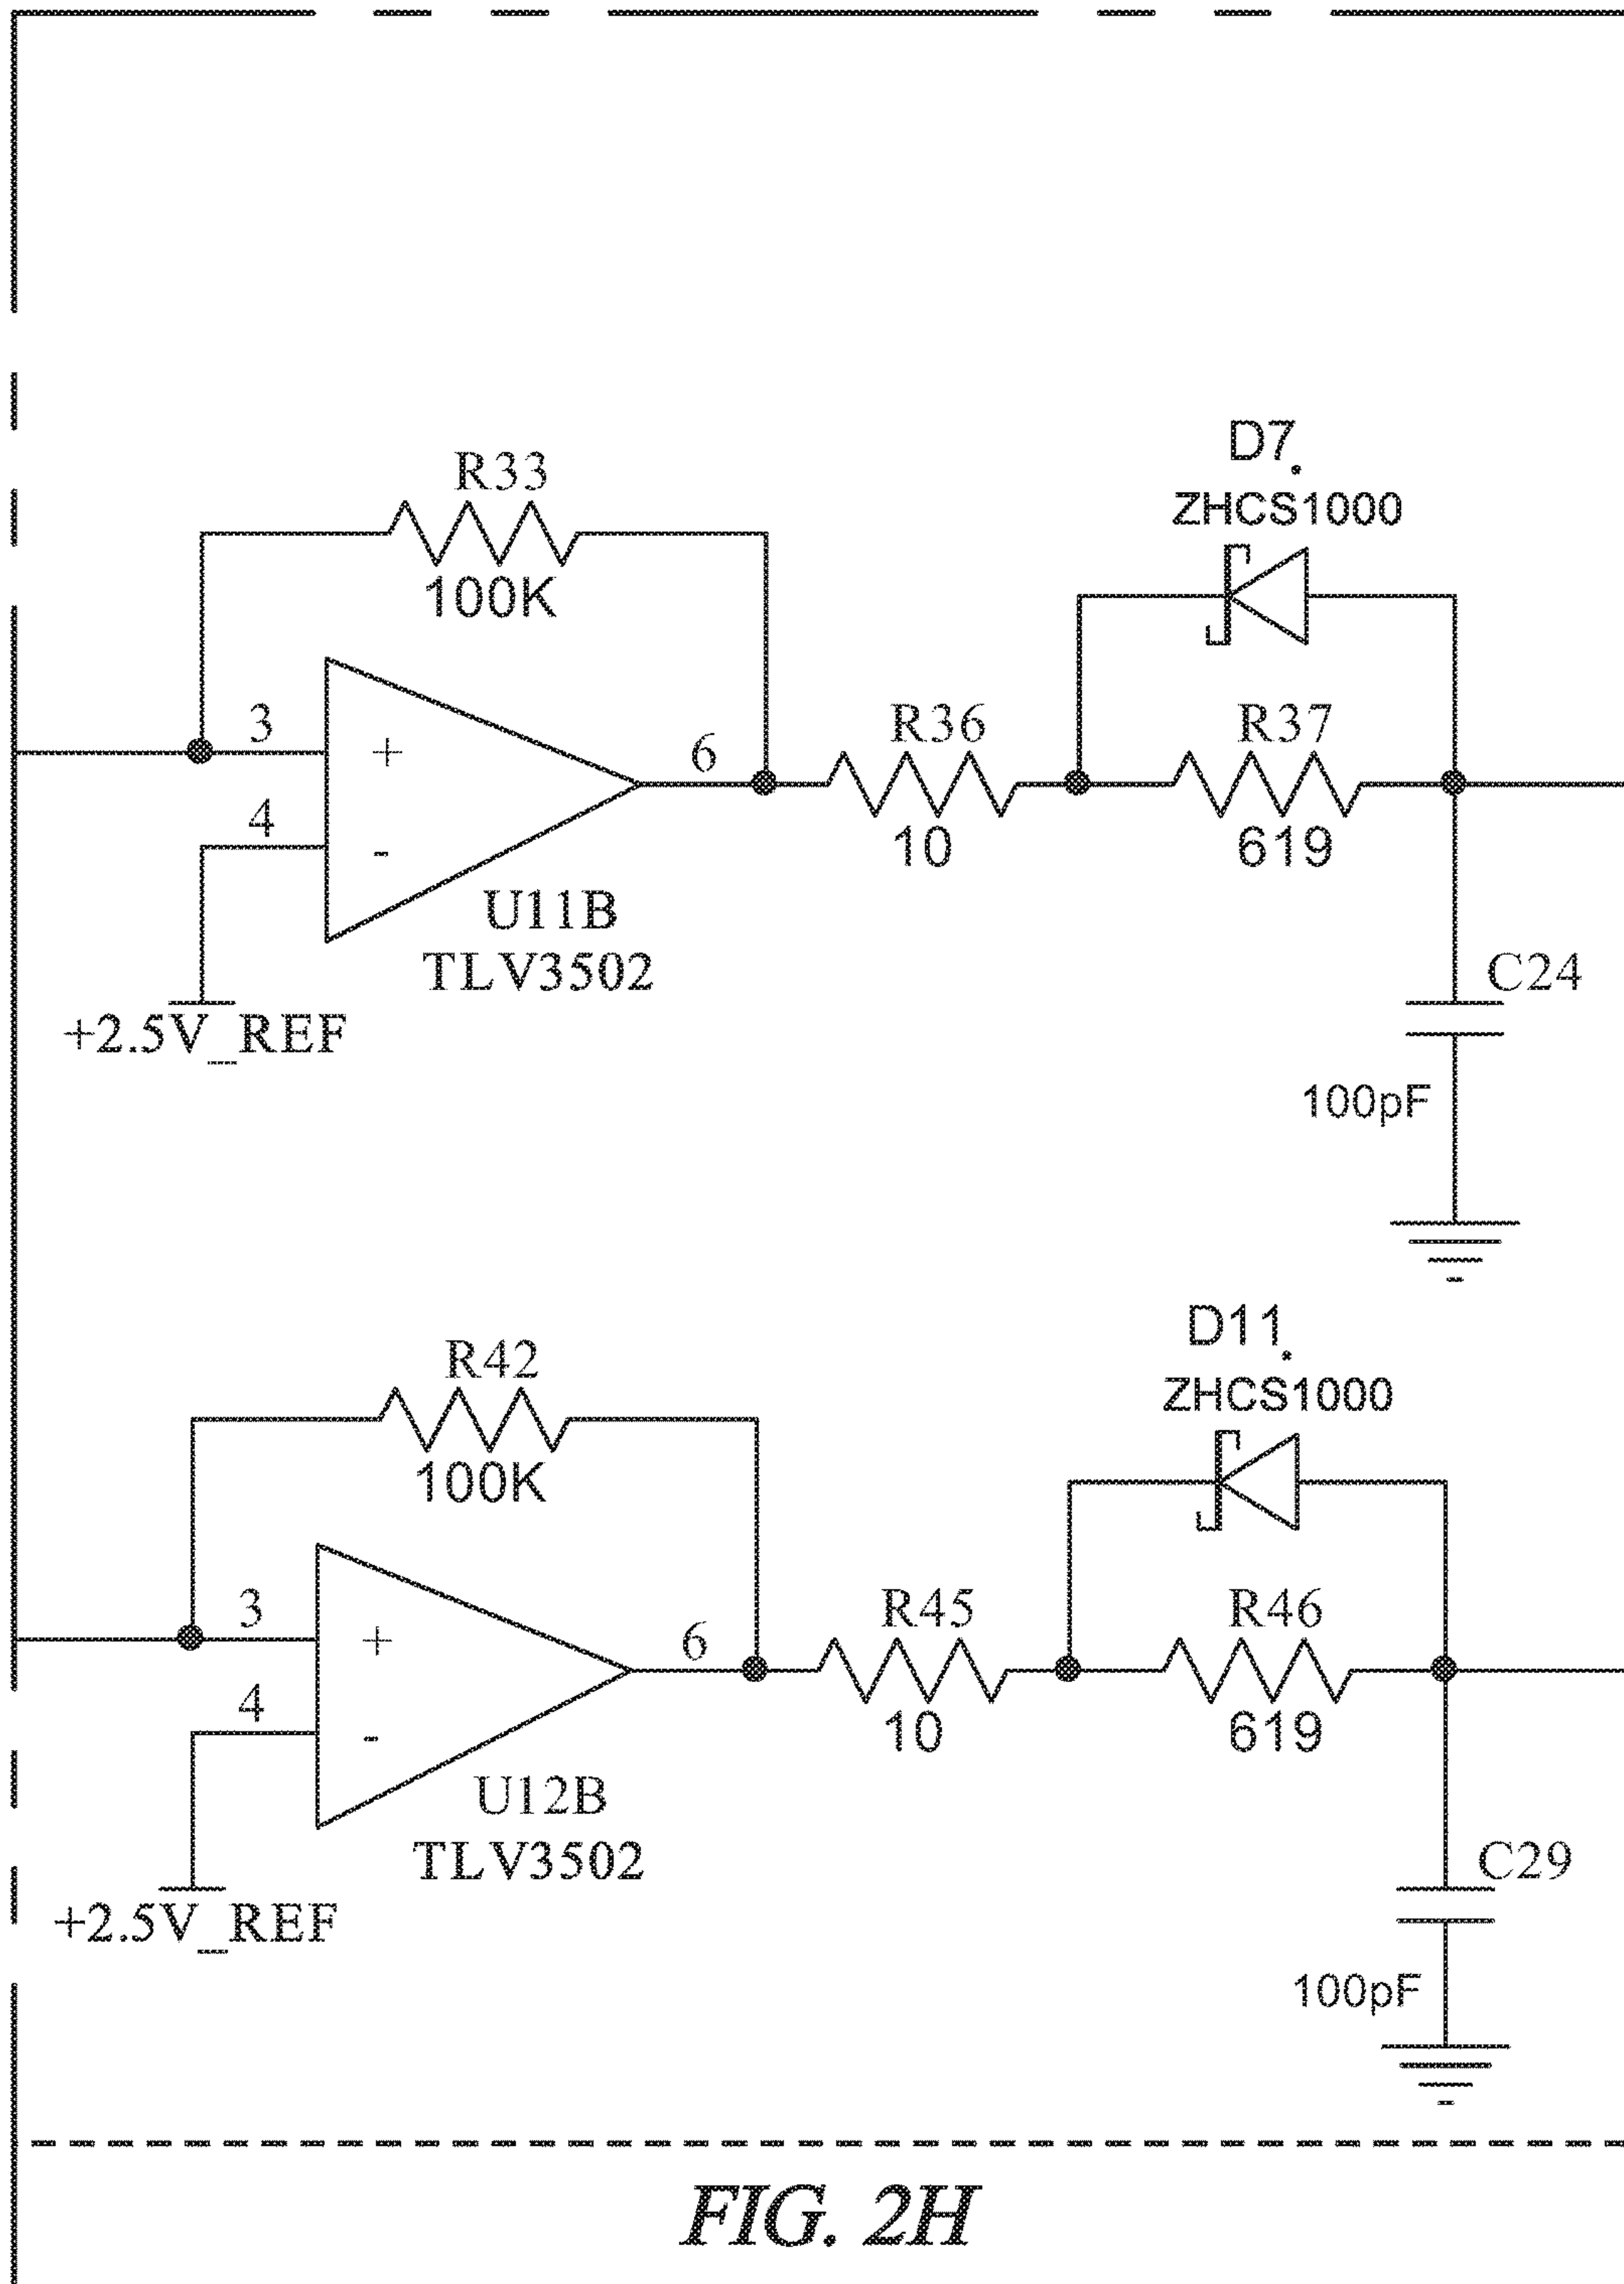 D7
ZHCS1000
R33
100K
3
+
6
R36
10
R37
619
4
-
U11B
TLV3502
+2.5V_REF
C24
100pF
D11
ZHCS1000
R42
100K
3
+
6
R45
10
R46
619
4
-
U12B
TLV3502
+2.5V_REF
C29
100pF
FIG. 2H